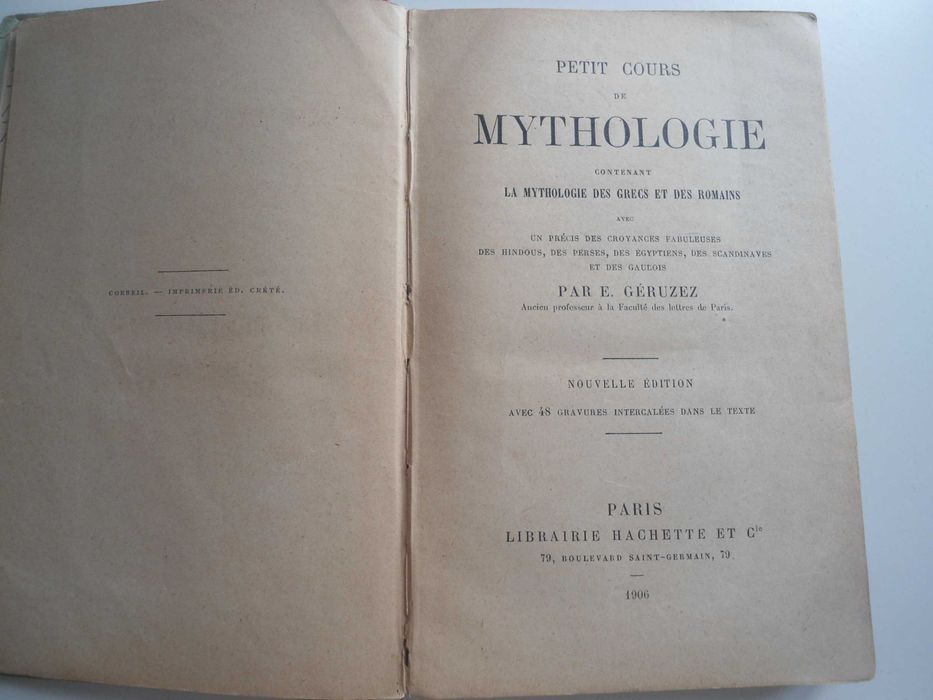 CORBEIL. — IMPRIMERIE ÉD. CRÉTÉ.
PETIT COURS
DE
MYTHOLOGIE
CONTENANT
LA MYTHOLOGIE DES GRECS ET DES ROMAINS
AVEC
UN PRÉCIS DES CROYANCES FABULEUSES
DES HINDOUS, DES PERSES, DES ÉGYPTIENS, DES SCANDINAVES
ET DES GAULOIS
PAR E. GÉRUZEZ
Ancien professeur à la Faculté des lettres de Paris.
NOUVELLE ÉDITION
AVEC 48 GRAVURES INTERCALÉES DANS LE TEXTE
PARIS
LIBRAIRIE HACHETTE ET Cie
79, BOULEVARD SAINT-GERMAIN, 79
1906